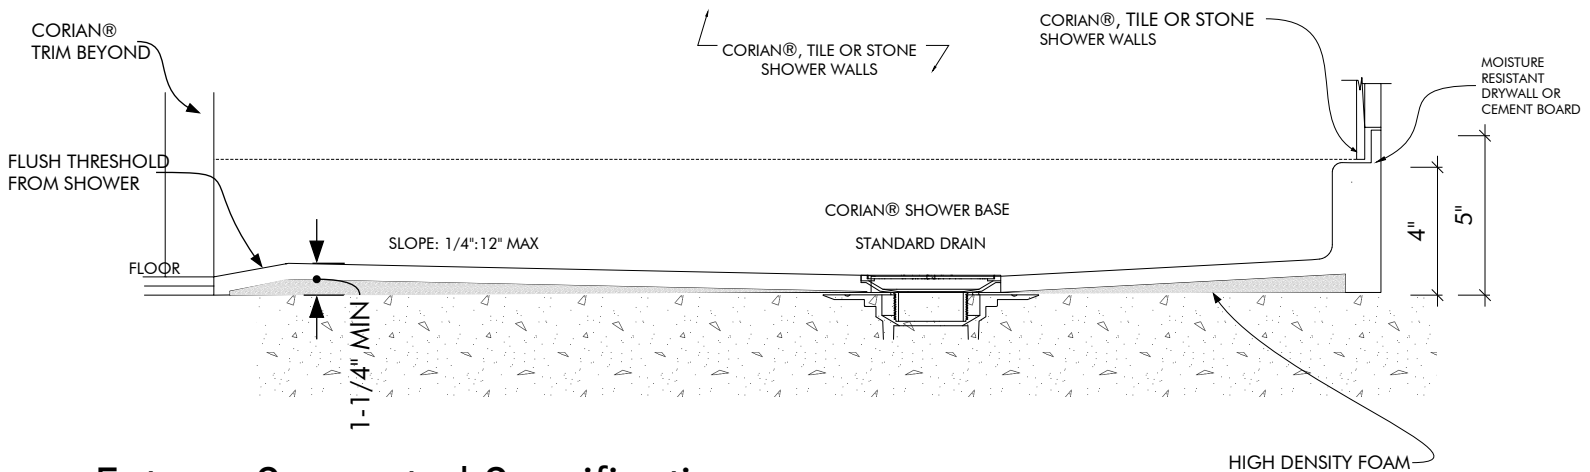 CORIAN®
TRIM BEYOND
CORIAN®, TILE OR STONE
SHOWER WALLS
CORIAN®, TILE OR STONE
SHOWER WALLS
MOISTURE
RESISTANT
DRYWALL OR
CEMENT BOARD
FLUSH THRESHOLD
FROM SHOWER
CORIAN® SHOWER BASE
SLOPE: 1/4":12" MAX
STANDARD DRAIN
4"
5"
FLOOR
1-1/4" MIN
HIGH DENSITY FOAM